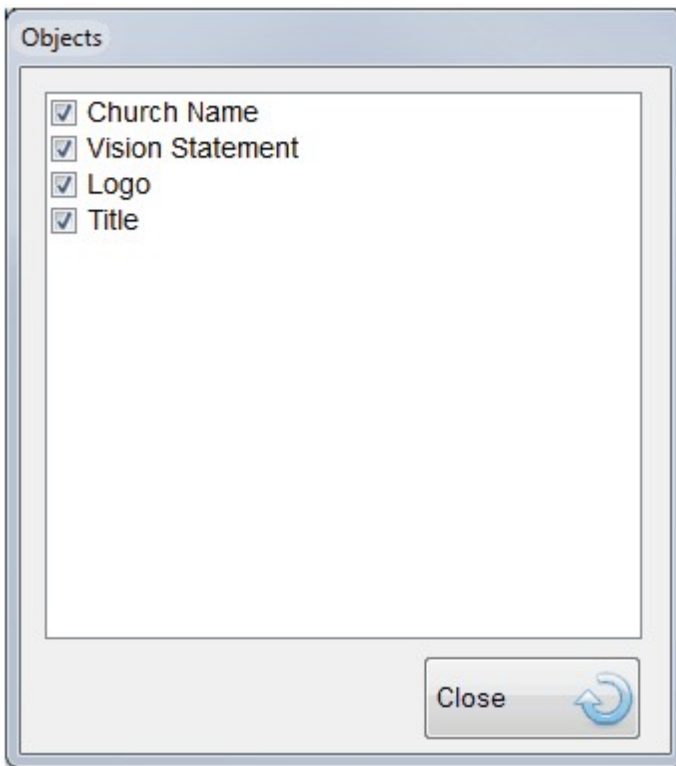 Objects
Church Name
Vision Statement
Logo
Title
Close